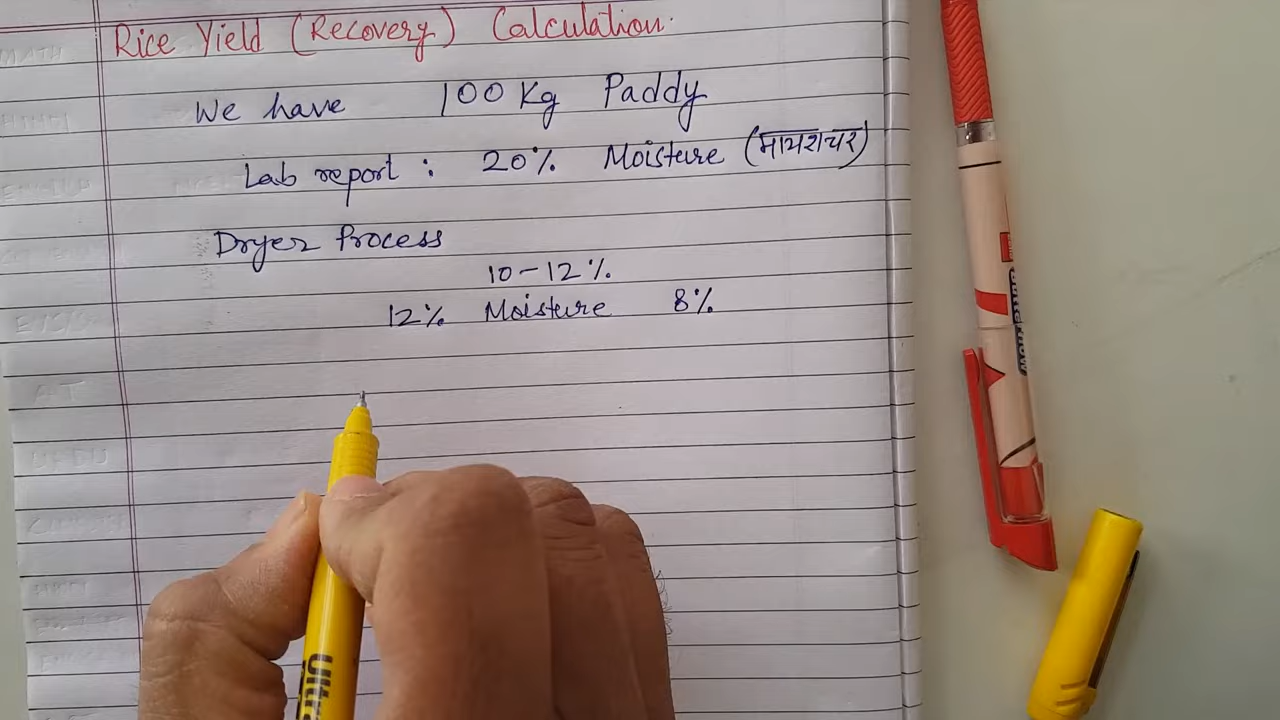 Rice Yield (Recovery) Calculation.
We have 100 Kg Paddy
Lab report : 20% Moisture (मायशचर)
Dryer Process
10-12%
12% Moisture 8%
Ultra